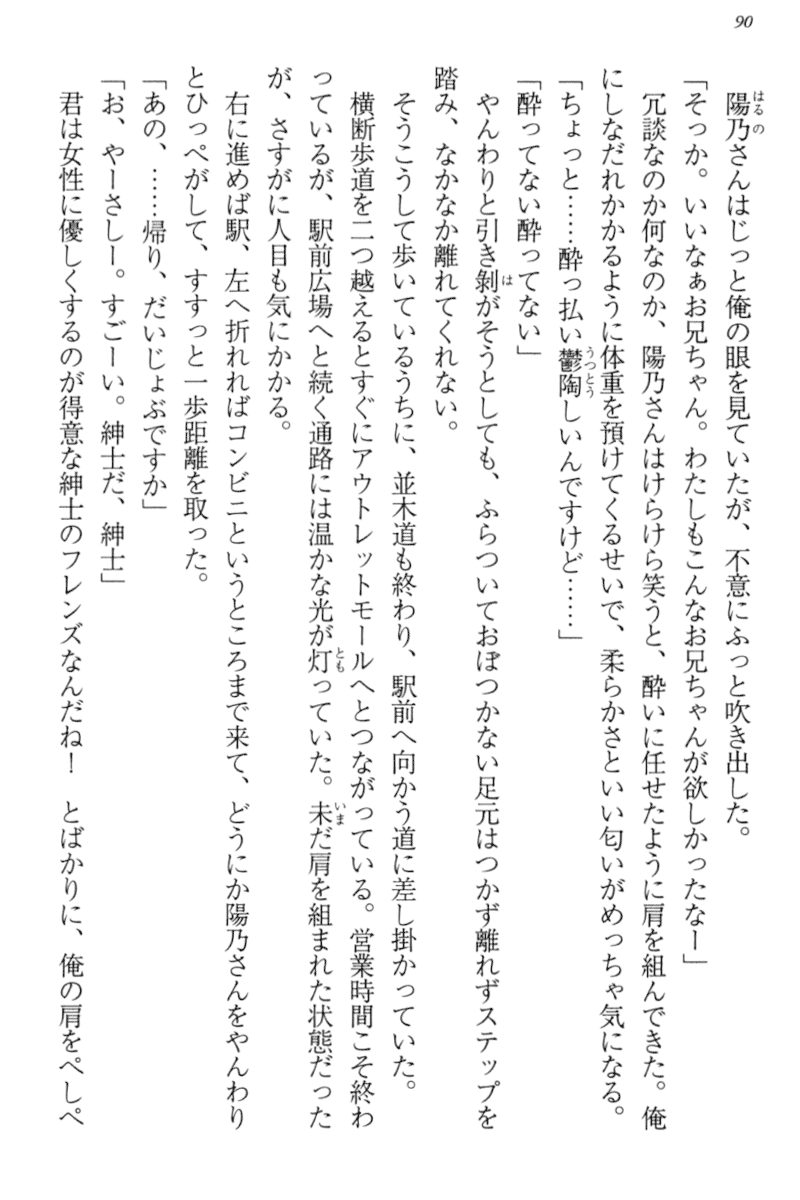 90
陽乃さんはじっと俺の眼を見ていたが、不意にふっと吹き出した。
「そっか。いいなぁお兄ちゃん。わたしもこんなお兄ちゃんが欲しかったなー」
冗談なのか何なのか、陽乃さんはけらけら笑うと、酔いに任せたように肩を組んできた。俺
にしなだれかかるように体重を預けてくるせいで、柔らかさといい匂いがめっちゃ気になる。
「ちょっと……酔っ払い鬱陶しいんですけど……」
「酔ってない酔ってない」
やんわりと引き剝がそうとしても、ふらついておぼつかない足元はつかず離れずステップを
踏み、なかなか離れてくれない。
そうこうして歩いているうちに、並木道も終わり、駅前へ向かう道に差し掛かっていた。
横断歩道を二つ越えるとすぐにアウトレットモールへとつながっている。営業時間こそ終わ
っているが、駅前広場へと続く通路には温かな光が灯っていた。未だ肩を組まれた状態だった
が、さすがに人目も気にかかる。
右に進めば駅、左へ折れればコンビニというところまで来て、どうにか陽乃さんをやんわり
とひっぺがして、すすっと一歩距離を取った。
「あの、……帰り、だいじょぶですか」
「お、やーさしー。すごーい。紳士だ、紳士」
君は女性に優しくするのが得意な紳士のフレンズなんだね！　とばかりに、俺の肩をぺしぺ